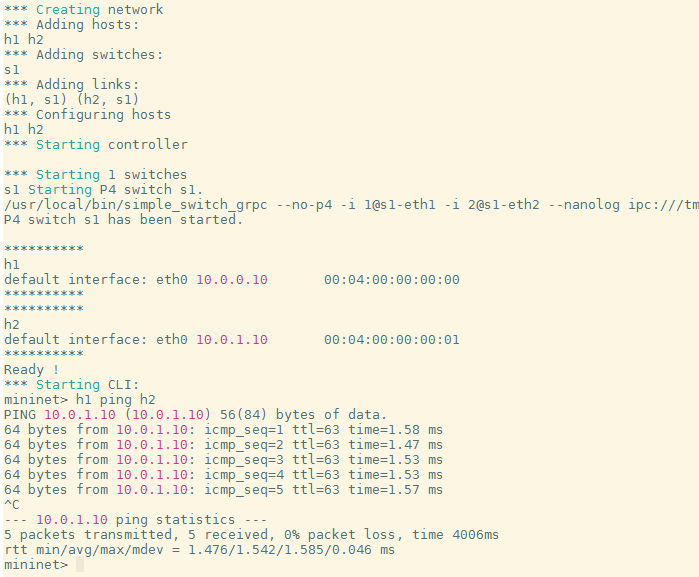 *** Creating network
*** Adding hosts:
h1 h2
*** Adding switches:
s1
*** Adding links:
(h1, s1) (h2, s1)
*** Configuring hosts
h1 h2
*** Starting controller

*** Starting 1 switches
s1 Starting P4 switch s1.
/usr/local/bin/simple_switch_grpc --no-p4 -i 1@s1-eth1 -i 2@s1-eth2 --nanolog ipc:///tm
P4 switch s1 has been started.

**********
h1
default interface: eth0 10.0.0.10       00:04:00:00:00:00
**********
**********
h2
default interface: eth0 10.0.1.10       00:04:00:00:00:01
**********
Ready !
*** Starting CLI:
mininet> h1 ping h2
PING 10.0.1.10 (10.0.1.10) 56(84) bytes of data.
64 bytes from 10.0.1.10: icmp_seq=1 ttl=63 time=1.58 ms
64 bytes from 10.0.1.10: icmp_seq=2 ttl=63 time=1.47 ms
64 bytes from 10.0.1.10: icmp_seq=3 ttl=63 time=1.53 ms
64 bytes from 10.0.1.10: icmp_seq=4 ttl=63 time=1.53 ms
64 bytes from 10.0.1.10: icmp_seq=5 ttl=63 time=1.57 ms
^C
--- 10.0.1.10 ping statistics ---
5 packets transmitted, 5 received, 0% packet loss, time 4006ms
rtt min/avg/max/mdev = 1.476/1.542/1.585/0.046 ms
mininet>